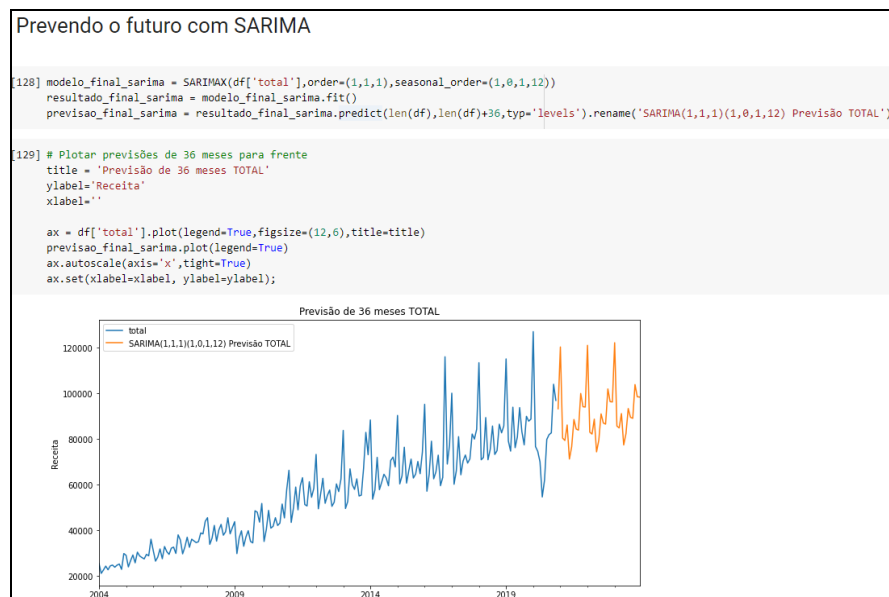 Prevendo o futuro com SARIMA
[128] modelo_final_sarima = SARIMAX(df['total'],order=(1,1,1),seasonal_order=(1,0,1,12))
resultado_final_sarima = modelo_final_sarima.fit()
previsao_final_sarima = resultado_final_sarima.predict(len(df),len(df)+36,typ='levels').rename('SARIMA(1,1,1)(1,0,1,12) Previsão TOTAL')
[129] # Plotar previsões de 36 meses para frente
title = 'Previsão de 36 meses TOTAL'
ylabel='Receita'
xlabel=''
ax = df['total'].plot(legend=True,figsize=(12,6),title=title)
previsao_final_sarima.plot(legend=True)
ax.autoscale(axis='x',tight=True)
ax.set(xlabel=xlabel, ylabel=ylabel);
Previsão de 36 meses TOTAL
total
SARIMA(1,1,1)(1,0,1,12) Previsão TOTAL
120000
100000
80000
60000
40000
20000
Receita
2004 2009 2014 2019